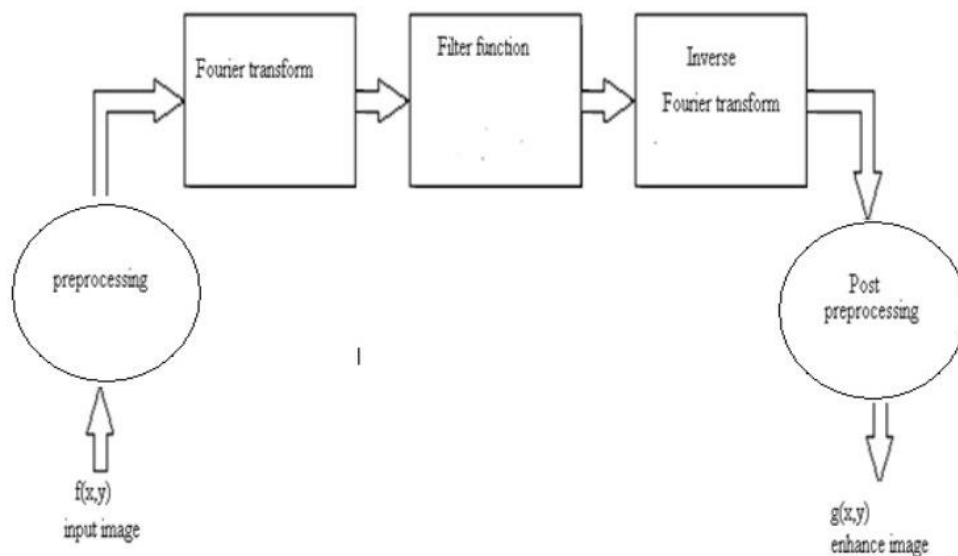 Fourier transform
Filter function
Inverse
Fourier transform
preprocessing
Post
preprocessing
f(x,y)
input image
g(x,y)
enhance image